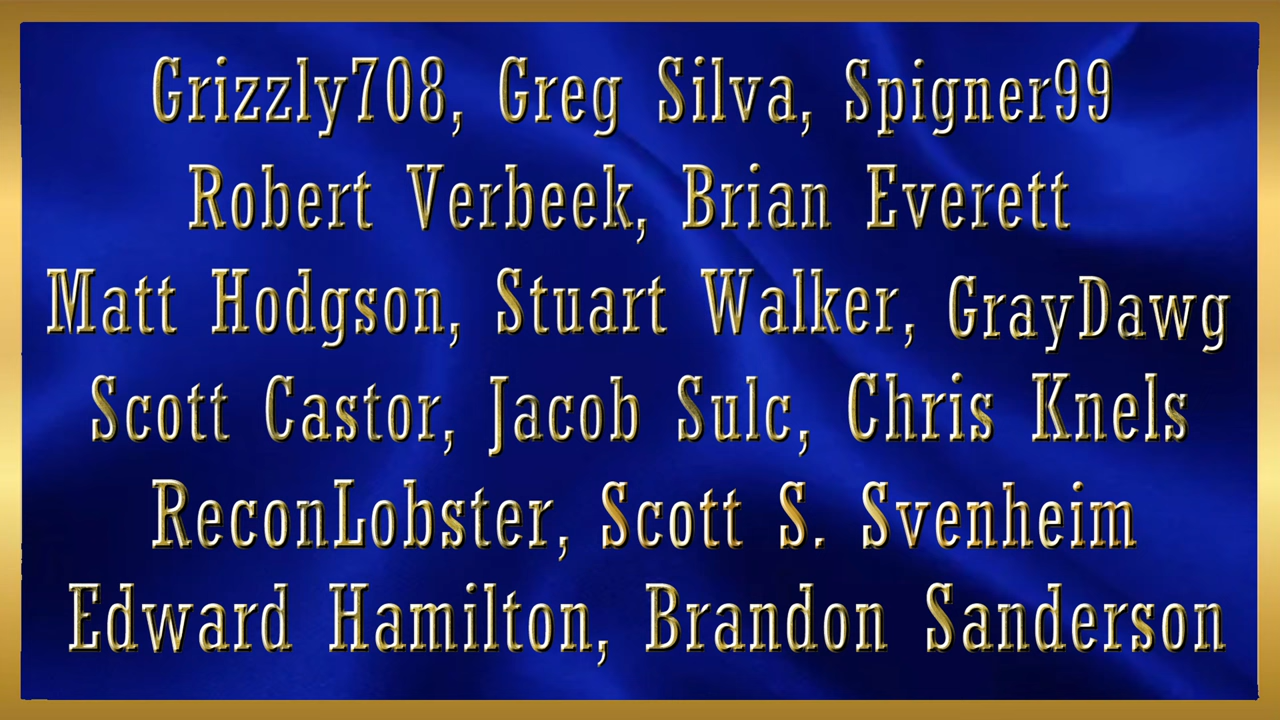 Grizzly708, Greg Silva, Spigner99
Robert Verbeek, Brian Everett
Matt Hodgson, Stuart Walker, GrayDawg
Scott Castor, Jacob Sulc, Chris Knels
ReconLobster, Scott S. Svenheim
Edward Hamilton, Brandon Sanderson